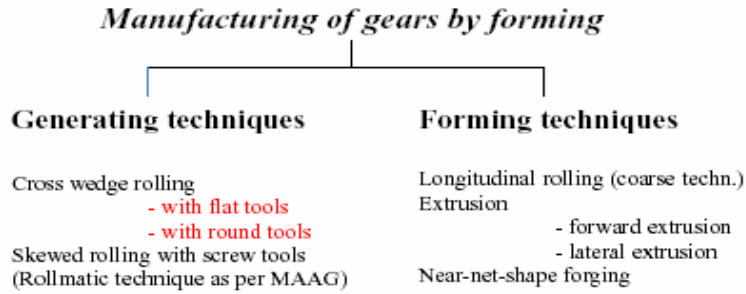 Manufacturing of gears by forming
Generating techniques
Cross wedge rolling
- with flat tools
- with round tools
Skewed rolling with screw tools
(Rollmatic technique as per MAAG)
Forming techniques
Longitudinal rolling (coarse techn.)
Extrusion
- forward extrusion
- lateral extrusion
Near-net-shape forging